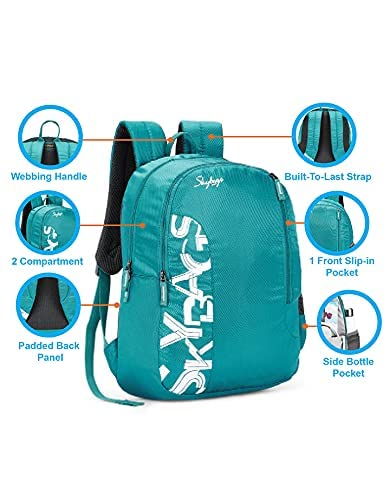 Webbing Handle
Built-To-Last Strap
Skybags
2 Compartment
1 Front Slip-in
Pocket
SKYBAGS
Padded Back
Panel
Side Bottle
Pocket